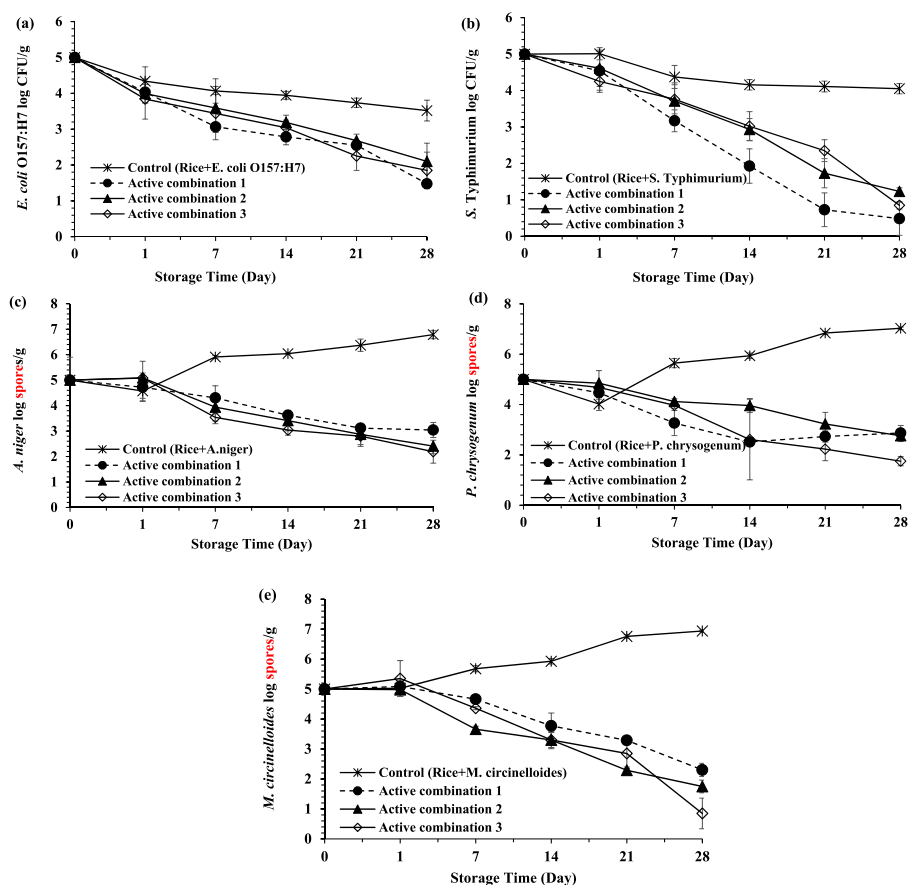 (a)
E. coli O157:H7 log CFU/g
6
5
4
3
2
1
0
Control (Rice+E. coli O157:H7)
Active combination 1
Active combination 2
Active combination 3
0 1 7 14 21 28
Storage Time (Day)
(b)
S. Typhimurium log CFU/g
6
5
4
3
2
1
0
Control (Rice+S. Typhimurium)
Active combination 1
Active combination 2
Active combination 3
0 1 7 14 21 28
Storage Time (Day)
(c)
A. niger log spores/g
8
7
6
5
4
3
2
1
0
Control (Rice+A.niger)
Active combination 1
Active combination 2
Active combination 3
0 1 7 14 21 28
Storage Time (Day)
(d)
P. chrysogenum log spores/g
8
6
4
2
0
Control (Rice+P. chrysogenum)
Active combination 1
Active combination 2
Active combination 3
0 1 7 14 21 28
Storage Time (Day)
(e)
M. circinelloides log spores/g
8
7
6
5
4
3
2
1
0
Control (Rice+M. circinelloides)
Active combination 1
Active combination 2
Active combination 3
0 1 7 14 21 28
Storage Time (Day)